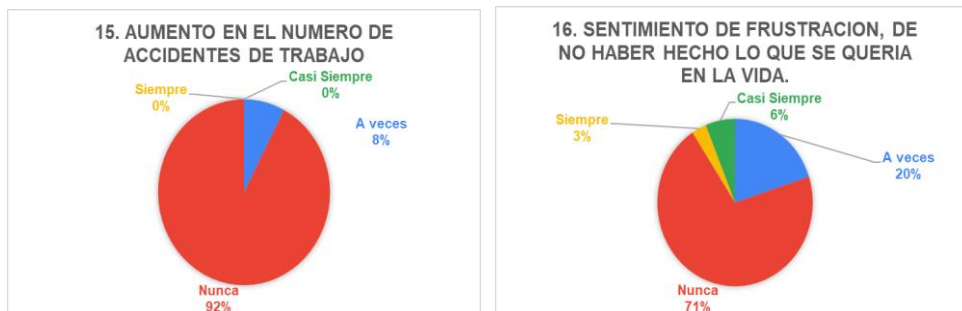 15. AUMENTO EN EL NUMERO DE
ACCIDENTES DE TRABAJO
Siempre
0%
Casi Siempre
0%
A veces
8%
Nunca
92%
16. SENTIMIENTO DE FRUSTRACION, DE
NO HABER HECHO LO QUE SE QUERIA
EN LA VIDA.
Casi Siempre
6%
Siempre
3%
A veces
20%
Nunca
71%